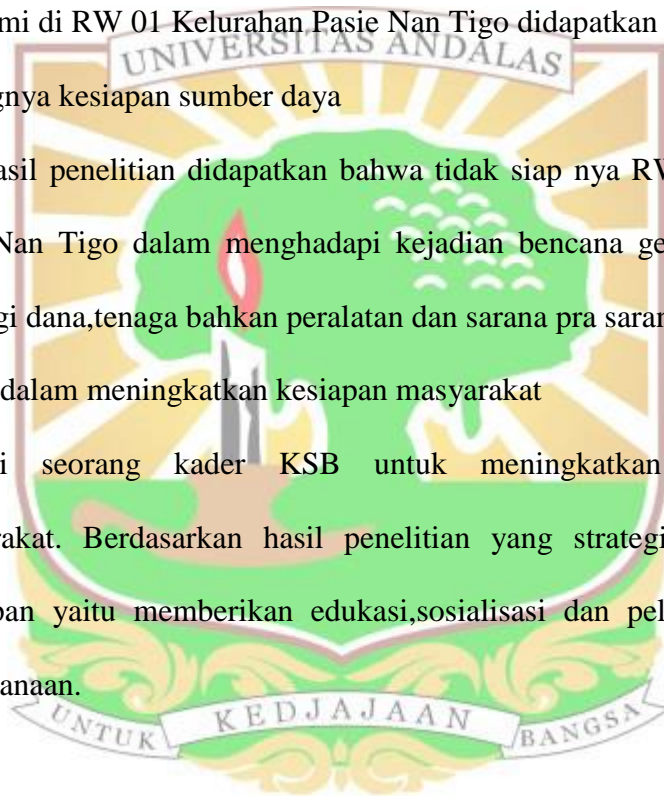 mi di RW 01 Kelurahan Pasie Nan Tigo didapatkan
UNIVERSITAS ANDALAS
gnya kesiapan sumber daya
asil penelitian didapatkan bahwa tidak siap nya RW
Nan Tigo dalam menghadapi kejadian bencana ge
gi dana,tenaga bahkan peralatan dan sarana pra saran
dalam meningkatkan kesiapan masyarakat
i seorang kader KSB untuk meningkatkan
rakat. Berdasarkan hasil penelitian yang strategi
pan yaitu memberikan edukasi,sosialisasi dan pel
anaan.
UNTUK KEDJAJAAN BANGSA